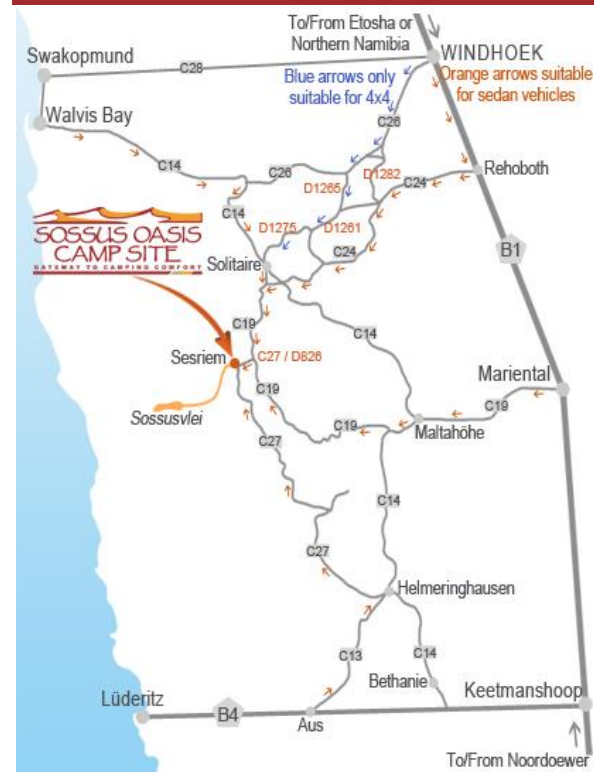 To/From Etosha or
Northern Namibia
WINDHOEK
Swakopmund
C28
Blue arrows only
suitable for 4x4
Orange arrows suitable
for sedan vehicles
Walvis Bay
C26
C14
C26
D1265
D1282
C24
Rehoboth
C14
D1275
D1261
B1
SOSSUS OASIS
CAMP SITE
GATEWAY TO CAMPING COMFORT
Solitaire
C24
C19
C14
Sesriem
C27 / D826
Mariental
C19
C19
Sossusvlei
C19
Maltahöhe
C27
C14
C27
Helmeringhausen
C13
C14
Bethanie
Keetmanshoop
Lüderitz
B4
Aus
To/From Noordoewer